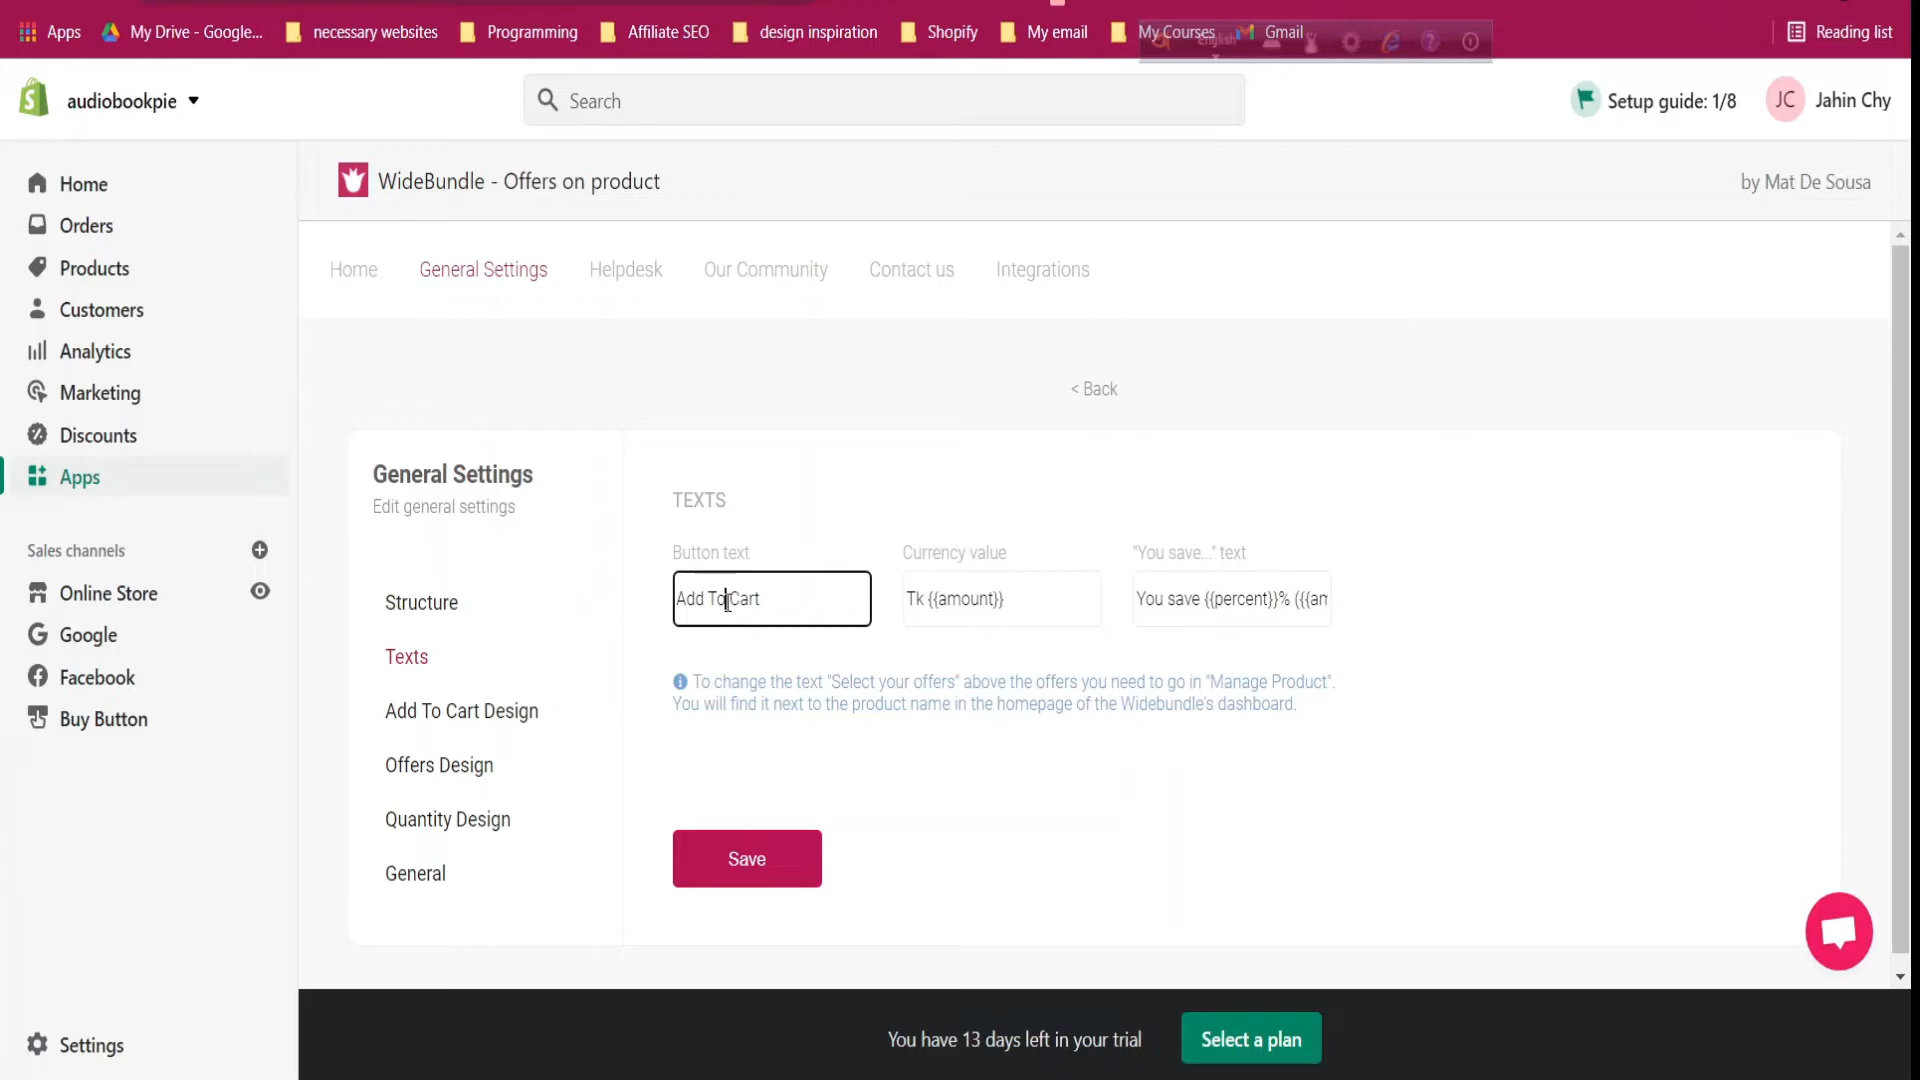 Apps My Drive - Google... necessary websites Programming Affiliate SEO design inspiration Shopify My email My Courses Gmail Reading list
English
audiobookpie Search Setup guide: 1/8 JC Jahin Chy
Home
Orders
Products
Customers
Analytics
Marketing
Discounts
Apps
Sales channels
Online Store
Google
Facebook
Buy Button
Settings
WideBundle - Offers on product by Mat De Sousa
Home General Settings Helpdesk Our Community Contact us Integrations
< Back
General Settings
Edit general settings
Structure
Texts
Add To Cart Design
Offers Design
Quantity Design
General
TEXTS
Button text Currency value "You save..." text
Add To Cart Tk {{amount}} You save {{percent}}% ({{am
To change the text "Select your offers" above the offers you need to go in "Manage Product".
You will find it next to the product name in the homepage of the Widebundle's dashboard.
Save
You have 13 days left in your trial Select a plan